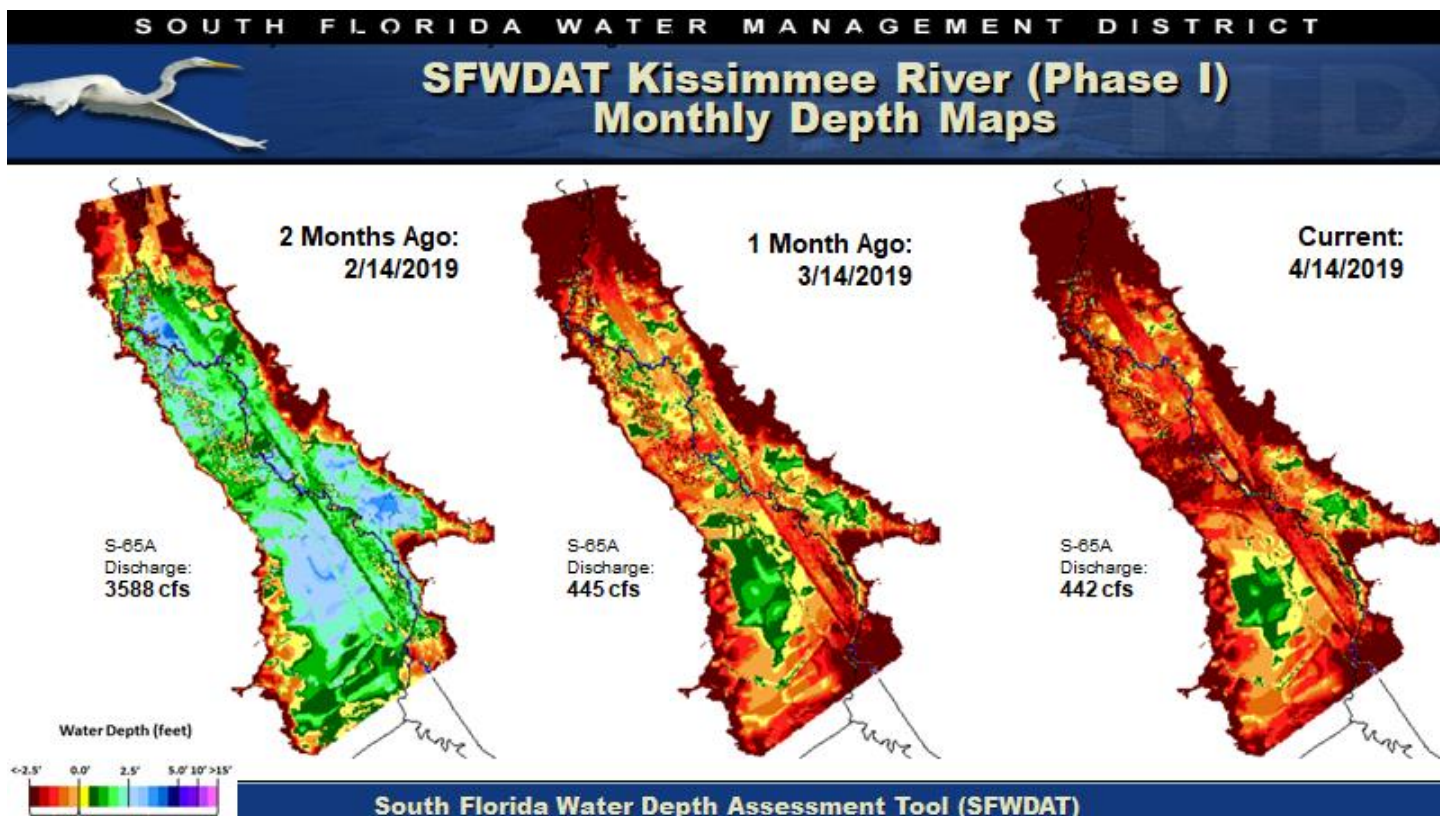 SOUTH FLORIDA WATER MANAGEMENT DISTRICT
SFWDAT Kissimmee River (Phase I)
Monthly Depth Maps
2 Months Ago:
2/14/2019
1 Month Ago:
3/14/2019
Current:
4/14/2019
S-65A
Discharge:
3588 cfs
S-65A
Discharge:
445 cfs
S-65A
Discharge:
442 cfs
Water Depth (feet)
<-2.5' 0.0' 2.5' 5.0' 10' >15'
South Florida Water Depth Assessment Tool (SFWDAT)